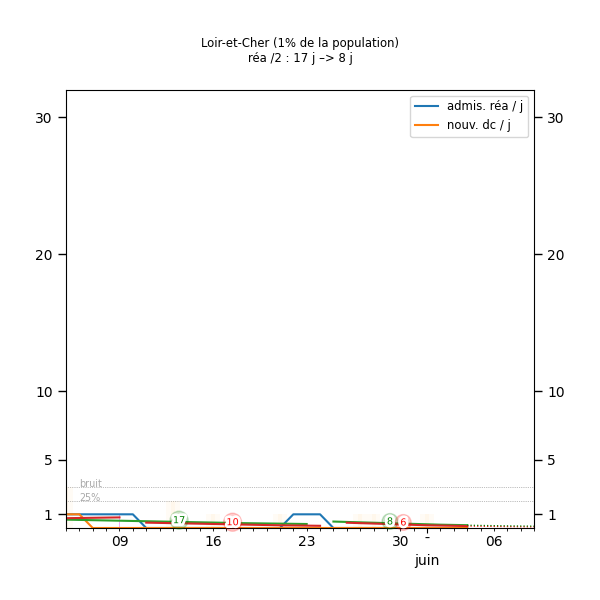 Loir-et-Cher (1% de la population)
réa /2 : 17 j –> 8 j
admis. réa / j
nouv. dc / j
30 30
20 20
10 10
5 5
bruit
25%
1 1
17 10 8 6
09 16 23 30 - 06
juin